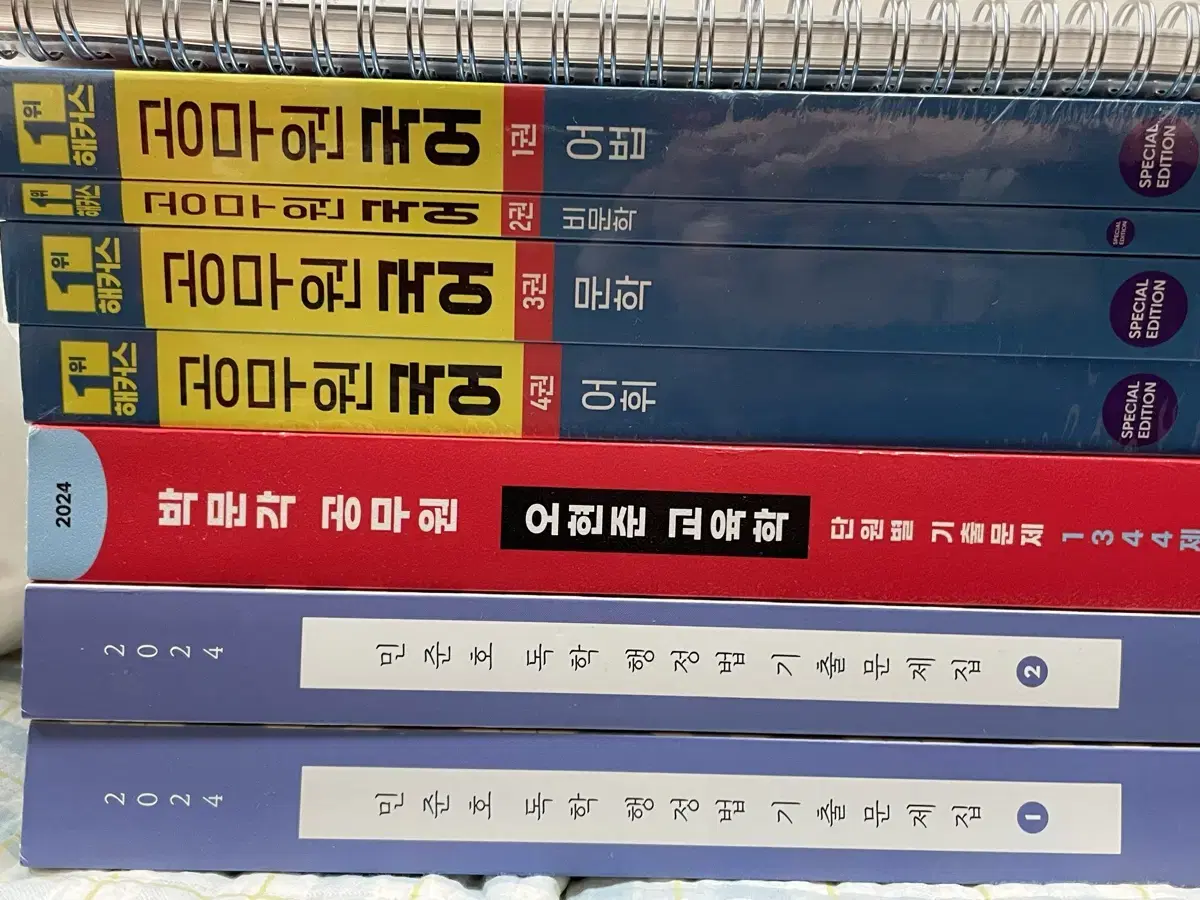 1위 해커스 공무원 국어 1권 어법 SPECIAL EDITION
1위 해커스 공무원 국어 2권 비문학 SPECIAL EDITION
1위 해커스 공무원 국어 3권 문학 SPECIAL EDITION
1위 해커스 공무원 국어 4권 어휘 SPECIAL EDITION
2024 박문각 공무원 오현준 교육학 단원별 기출문제 1344제
2024 민준호 독학 행정법 기출문제집 2
2024 민준호 독학 행정법 기출문제집 1